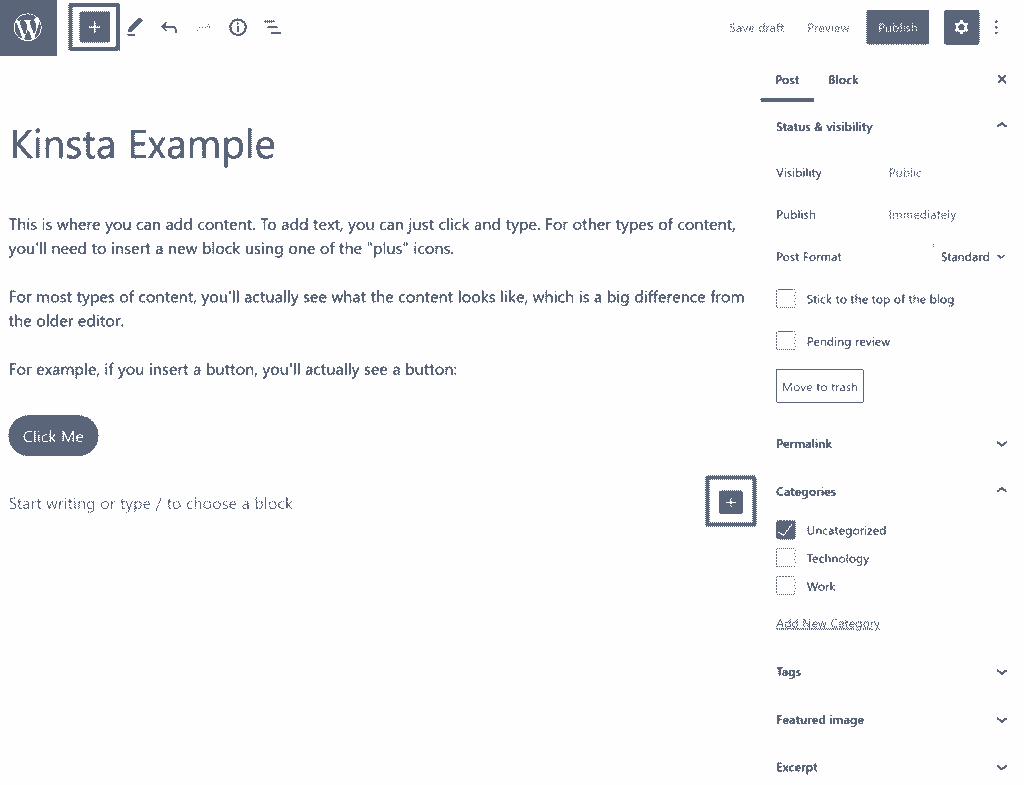 Save draft Preview Publish
Post Block
Kinsta Example
This is where you can add content. To add text, you can just click and type. For other types of content,
you'll need to insert a new block using one of the "plus" icons.
For most types of content, you'll actually see what the content looks like, which is a big difference from
the older editor.
For example, if you insert a button, you'll actually see a button:
Click Me
Start writing or type / to choose a block
Status & visibility
Visibility Public
Publish Immediately
Post Format Standard
Stick to the top of the blog
Pending review
Move to trash
Permalink
Categories
Uncategorized
Technology
Work
Add New Category
Tags
Featured image
Excerpt